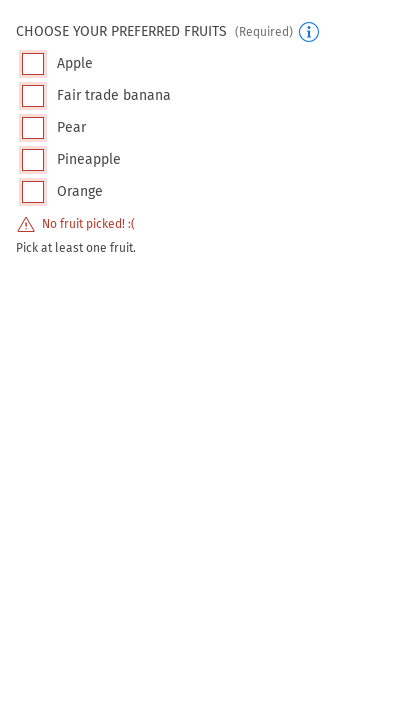 CHOOSE YOUR PREFERRED FRUITS (Required)
Apple
Fair trade banana
Pear
Pineapple
Orange
No fruit picked! :(
Pick at least one fruit.